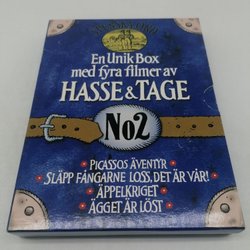 En Unik Box
med fyra filmer av
HASSE & TAGE
No2
• PICASSOS ÄVENTYR •
• SLÄPP FÅNGARNE LOSS, DET ÄR VÅR! •
• ÄPPELKRIGET •
• ÄGGET ÄR LÖST •